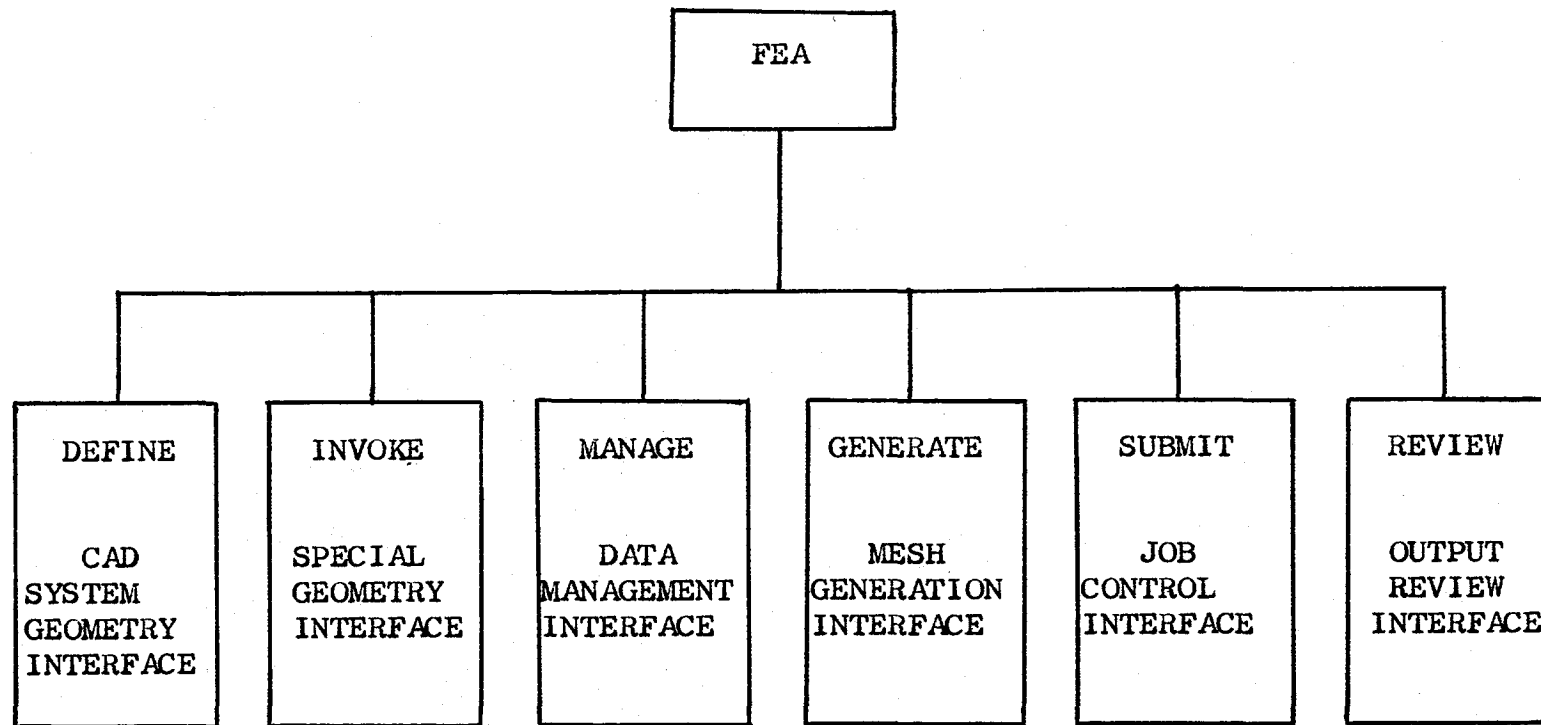 FEA
DEFINE
CAD
SYSTEM
GEOMETRY
INTERFACE
INVOKE
SPECIAL
GEOMETRY
INTERFACE
MANAGE
DATA
MANAGEMENT
INTERFACE
GENERATE
MESH
GENERATION
INTERFACE
SUBMIT
JOB
CONTROL
INTERFACE
REVIEW
OUTPUT
REVIEW
INTERFACE